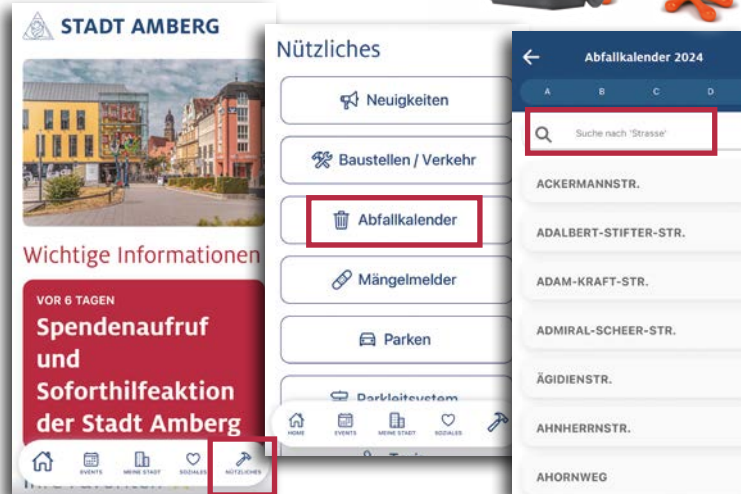 STADT AMBERG
Wichtige Informationen
VOR 6 TAGEN
Spendenaufruf
und
Soforthilfeaktion
der Stadt Amberg
EVENTS
MEINE STADT
SOZIALES
NÜTZLICHES
Nützliches
Neuigkeiten
Baustellen / Verkehr
Abfallkalender
Mängelmelder
Parken
Parkleitsystem
HOME
EVENTS
MEINE STADT
SOZIALES
Abfallkalender 2024
A B C D
Suche nach 'Strasse'
ACKERMANNSTR.
ADALBERT-STIFTER-STR.
ADAM-KRAFT-STR.
ADMIRAL-SCHEER-STR.
ÄGIDIENSTR.
AHNHERRNSTR.
AHORNWEG